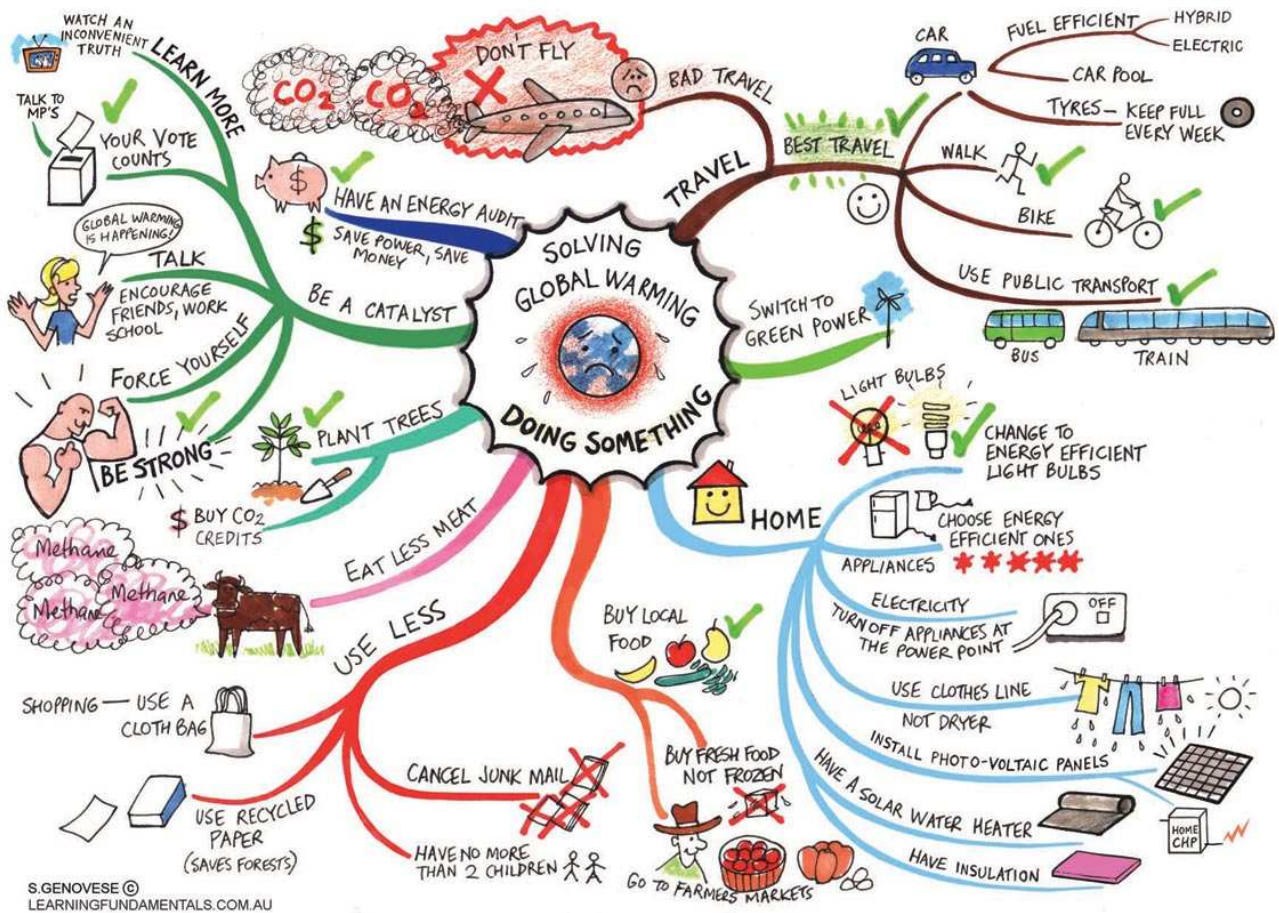 WATCH AN
INCONVENIENT
TRUTH
LEARN MORE
TALK TO
MP'S
YOUR VOTE
COUNTS
GLOBAL WARMING
IS HAPPENING!
TALK
ENCOURAGE
FRIENDS, WORK
SCHOOL
FORCE YOURSELF
BE STRONG
BE A CATALYST
$
HAVE AN ENERGY AUDIT
$
SAVE POWER, SAVE
MONEY
CO2
CO2
DON'T FLY
BAD TRAVEL
TRAVEL
BEST TRAVEL
CAR
FUEL EFFICIENT
HYBRID
ELECTRIC
CAR POOL
TYRES — KEEP FULL
EVERY WEEK
WALK
BIKE
USE PUBLIC TRANSPORT
BUS
TRAIN
SOLVING
GLOBAL WARMING
DOING SOMETHING
SWITCH TO
GREEN POWER
LIGHT BULBS
CHANGE TO
ENERGY EFFICIENT
LIGHT BULBS
HOME
CHOOSE ENERGY
EFFICIENT ONES
APPLIANCES
ELECTRICITY
TURN OFF APPLIANCES AT
THE POWER POINT
OFF
USE CLOTHES LINE
NOT DRYER
INSTALL PHOTO-VOLTAIC PANELS
HOME
CHP
HAVE A SOLAR WATER HEATER
HAVE INSULATION
PLANT TREES
$ BUY CO2
CREDITS
EAT LESS MEAT
Methane
Methane
Methane
USE LESS
SHOPPING — USE A
CLOTH BAG
USE RECYCLED
PAPER
(SAVES FORESTS)
CANCEL JUNK MAIL
HAVE NO MORE
THAN 2 CHILDREN
BUY LOCAL
FOOD
BUY FRESH FOOD
NOT FROZEN
GO TO FARMERS MARKETS
S.GENOVESE ©
LEARNINGFUNDAMENTALS.COM.AU